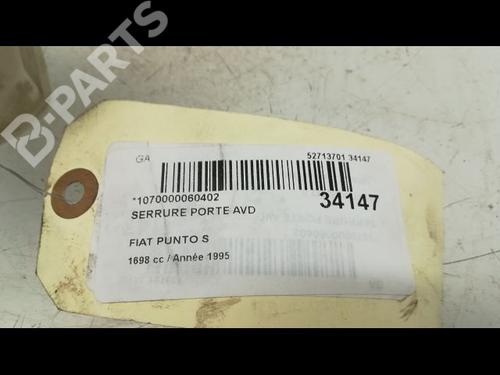 B-PARTS
GA
52713701 34147
*1070000060402
34147
SERRURE PORTE AVD
FIAT PUNTO S
1698 cc / Année 1995